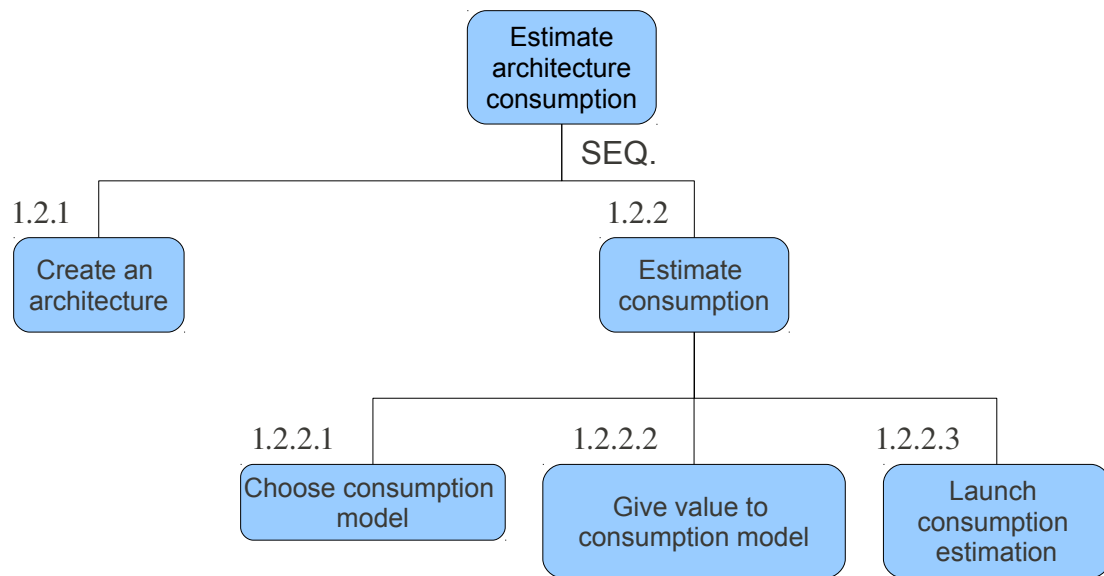 Estimate
architecture
consumption
SEQ.
1.2.1
1.2.2
Create an
architecture
Estimate
consumption
1.2.2.1
1.2.2.2
1.2.2.3
Choose consumption
model
Give value to
consumption model
Launch
consumption
estimation